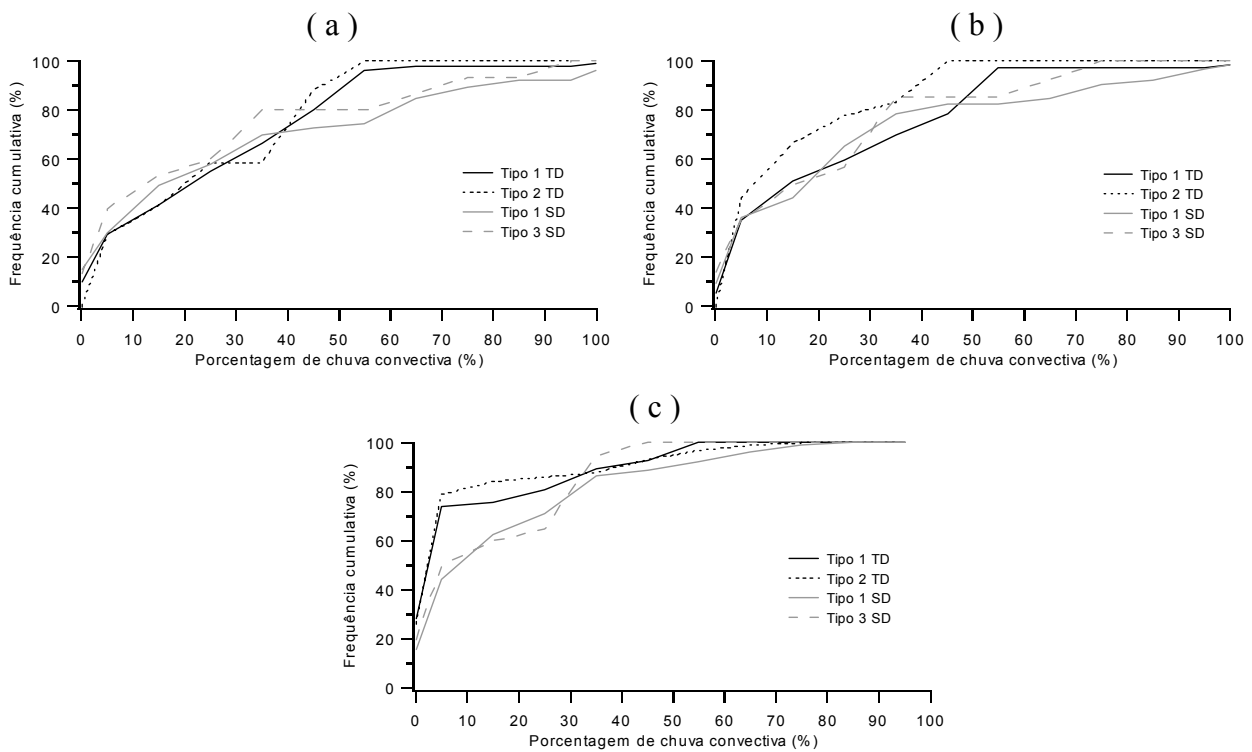 ( a )
Frequência cumulativa (%)
100
80
60
40
20
0
Tipo 1 TD
Tipo 2 TD
Tipo 1 SD
Tipo 3 SD
0 10 20 30 40 50 60 70 80 90 100
Porcentagem de chuva convectiva (%)
( b )
Frequência cumulativa (%)
100
80
60
40
20
0
Tipo 1 TD
Tipo 2 TD
Tipo 1 SD
Tipo 3 SD
0 10 20 30 40 50 60 70 80 90 100
Porcentagem de chuva convectiva (%)
( c )
Frequência cumulativa (%)
100
80
60
40
20
0
Tipo 1 TD
Tipo 2 TD
Tipo 1 SD
Tipo 3 SD
0 10 20 30 40 50 60 70 80 90 100
Porcentagem de chuva convectiva (%)